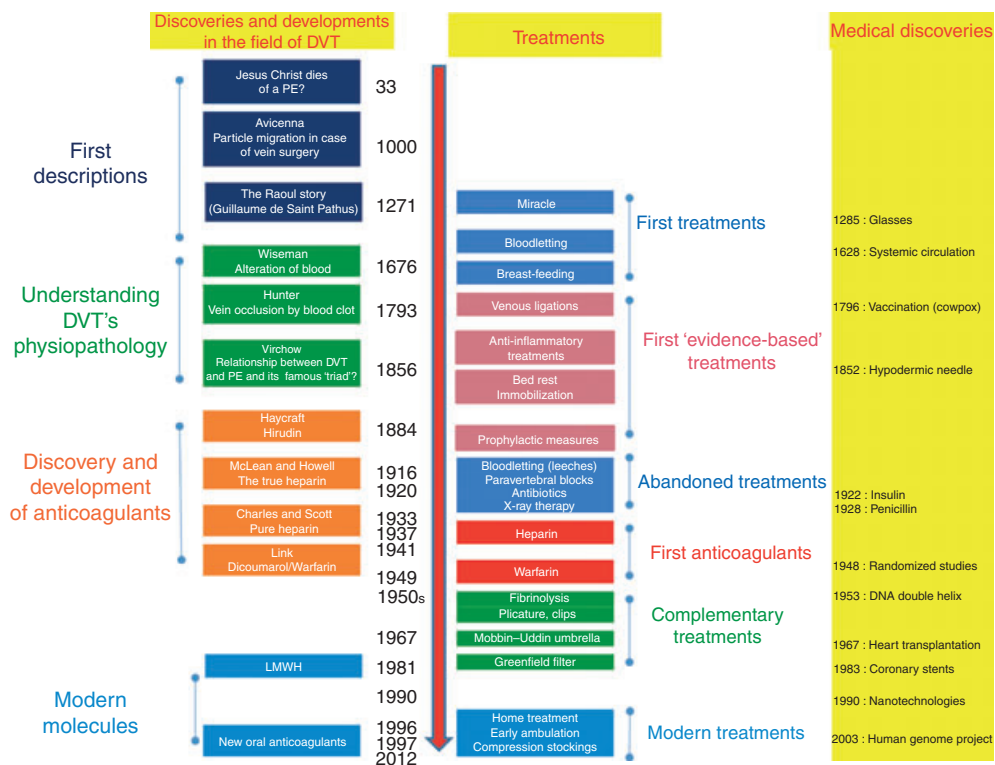 Discoveries and developments
in the field of DVT
Treatments
Medical discoveries
First
descriptions
Jesus Christ dies
of a PE?
33
Avicenna
Particle migration in case
of vein surgery
1000
The Raoul story
(Guillaume de Saint Pathus)
1271
Understanding
DVT's
physiopathology
Wiseman
Alteration of blood
1676
Hunter
Vein occlusion by blood clot
1793
Virchow
Relationship between DVT
and PE and its famous 'triad'?
1856
Discovery and
development
of anticoagulants
Haycraft
Hirudin
1884
McLean and Howell
The true heparin
1916
1920
Charles and Scott
Pure heparin
1933
1937
Link
Dicoumarol/Warfarin
1941
1949
1950s
1967
Modern
molecules
LMWH
1981
1990
New oral anticoagulants
1996
1997
2012
Miracle
Bloodletting
Breast-feeding
First treatments
Venous ligations
Anti-inflammatory
treatments
Bed rest
Immobilization
Prophylactic measures
First 'evidence-based'
treatments
Bloodletting (leeches)
Paravertebral blocks
Antibiotics
X-ray therapy
Abandoned treatments
Heparin
Warfarin
First anticoagulants
Fibrinolysis
Plicature, clips
Mobbin–Uddin umbrella
Greenfield filter
Complementary
treatments
Home treatment
Early ambulation
Compression stockings
Modern treatments
1285 : Glasses
1628 : Systemic circulation
1796 : Vaccination (cowpox)
1852 : Hypodermic needle
1922 : Insulin
1928 : Penicillin
1948 : Randomized studies
1953 : DNA double helix
1967 : Heart transplantation
1983 : Coronary stents
1990 : Nanotechnologies
2003 : Human genome project